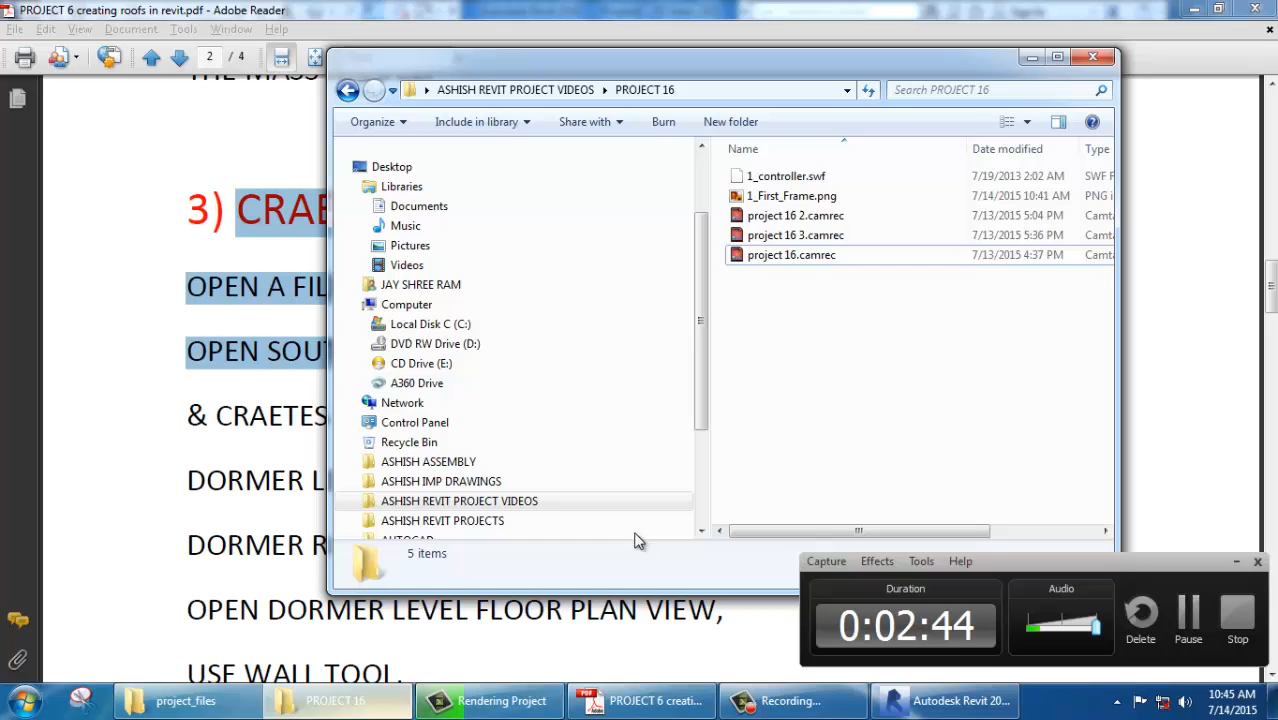 PROJECT 6 creating roofs in revit.pdf - Adobe Reader
File Edit View Document Tools Window Help
2 / 4
THE MASS
ASHISH REVIT PROJECT VIDEOS PROJECT 16
Search PROJECT 16
Organize Include in library Share with Burn New folder
Desktop
Libraries
Documents
Music
Pictures
Videos
JAY SHREE RAM
Computer
Local Disk C (C:)
DVD RW Drive (D:)
CD Drive (E:)
A360 Drive
Network
Control Panel
Recycle Bin
ASHISH ASSEMBLY
ASHISH IMP DRAWINGS
ASHISH REVIT PROJECT VIDEOS
ASHISH REVIT PROJECTS
AUTOCAD
Name Date modified Type
1_controller.swf 7/19/2013 2:02 AM SWF F
1_First_Frame.png 7/14/2015 10:41 AM PNG i
project 16 2.camrec 7/13/2015 5:04 PM Camta
project 16 3.camrec 7/13/2015 5:36 PM Camta
project 16.camrec 7/13/2015 4:37 PM Camta
5 items
3) CRAE
OPEN A FIL
OPEN SOUT
& CRAETES
DORMER L
DORMER R
OPEN DORMER LEVEL FLOOR PLAN VIEW,
USE WALL TOOL.
Capture Effects Tools Help
Duration Audio
0:02:44
Delete Pause Stop
project_files PROJECT 16 Rendering Project PROJECT 6 creati... Recording... Autodesk Revit 20...
10:45 AM
7/14/2015